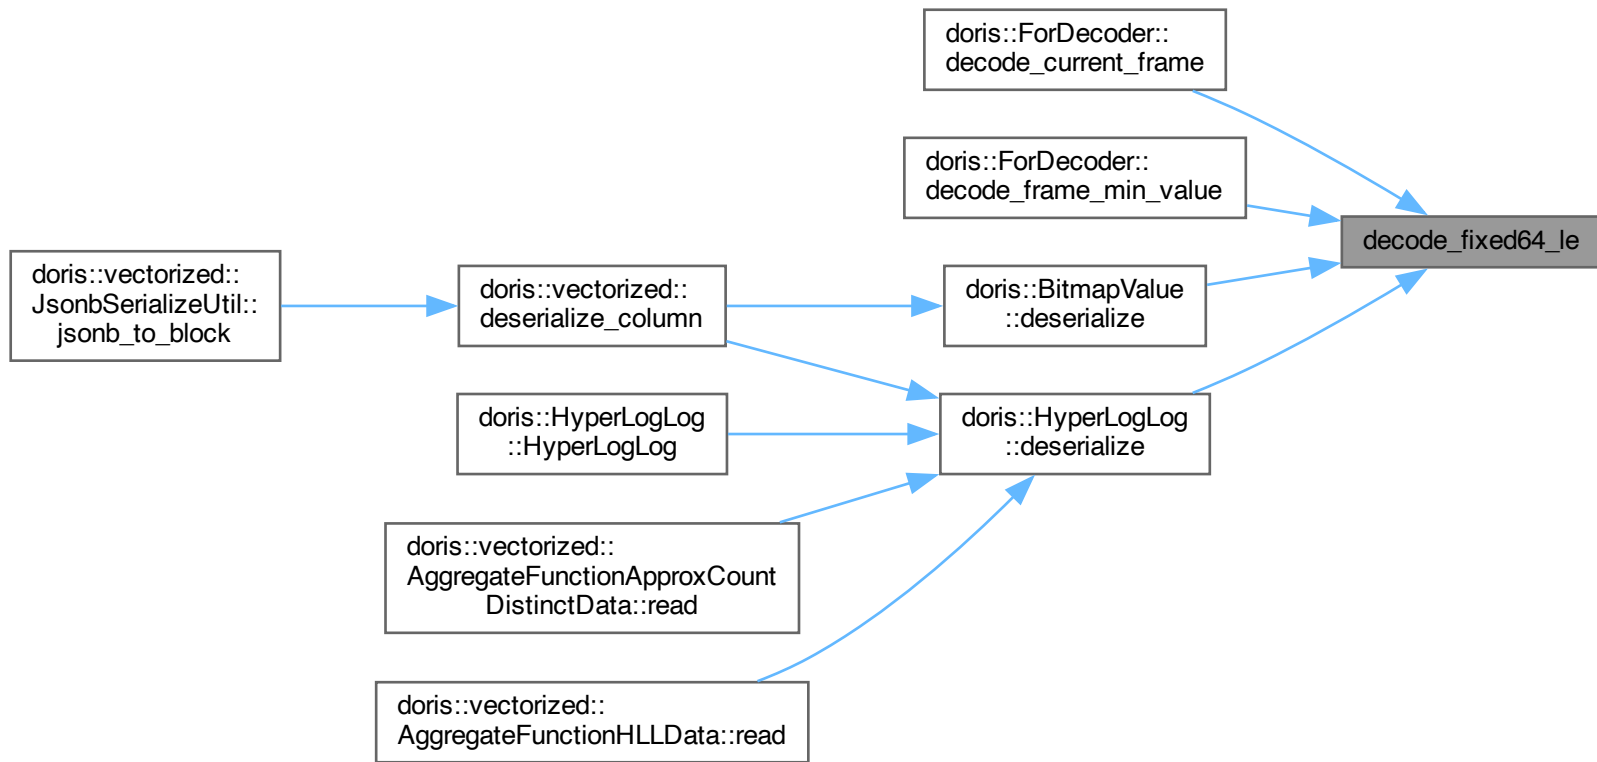 doris::ForDecoder::
decode_current_frame
doris::ForDecoder::
decode_frame_min_value
decode_fixed64_le
doris::vectorized::
JsonbSerializeUtil::
jsonb_to_block
doris::vectorized::
deserialize_column
doris::BitmapValue
::deserialize
doris::HyperLogLog
::HyperLogLog
doris::HyperLogLog
::deserialize
doris::vectorized::
AggregateFunctionApproxCount
DistinctData::read
doris::vectorized::
AggregateFunctionHLLData::read